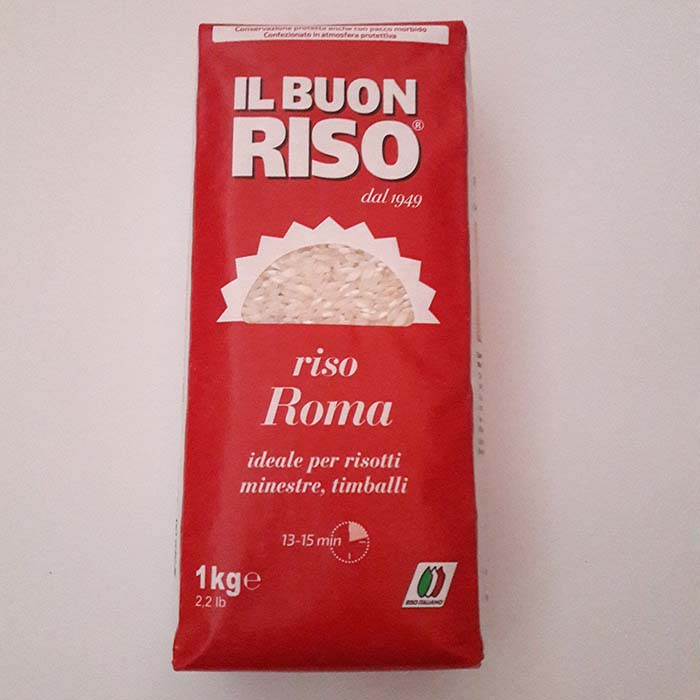 Conservazione protetta anche con pacco morbido
Confezionato in atmosfera protettiva
IL BUON
RISO®
dal 1949
riso
Roma
ideale per risotti
minestre, timballi
13-15 min
1kg℮
2,2 lb
RISO ITALIANO